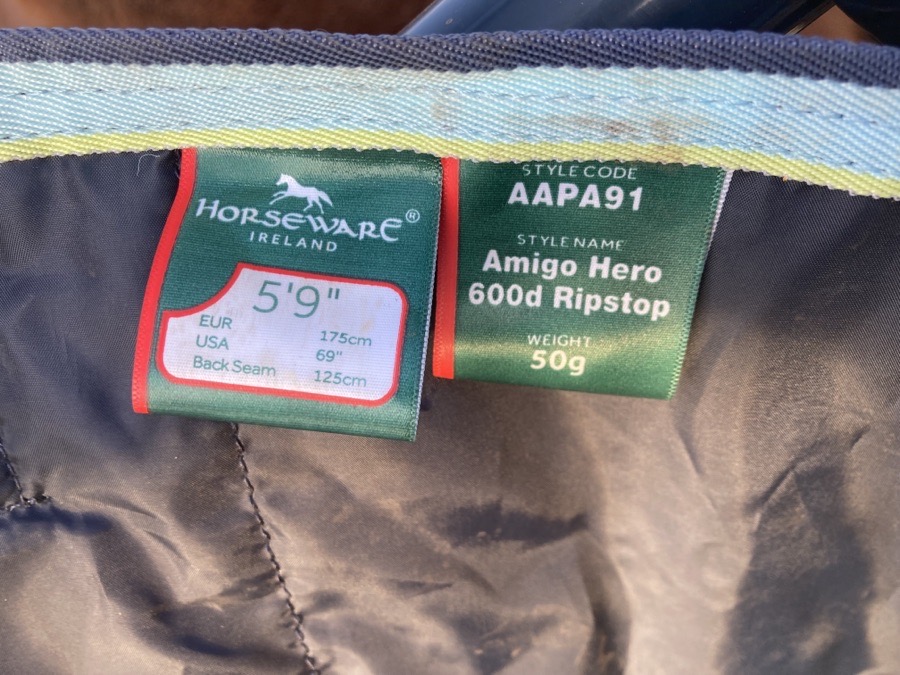 HORSEWARE®
IRELAND
5'9"
EUR 175cm
USA 69"
Back Seam 125cm
STYLE CODE
AAPA91
STYLE NAME
Amigo Hero
600d Ripstop
WEIGHT
50g